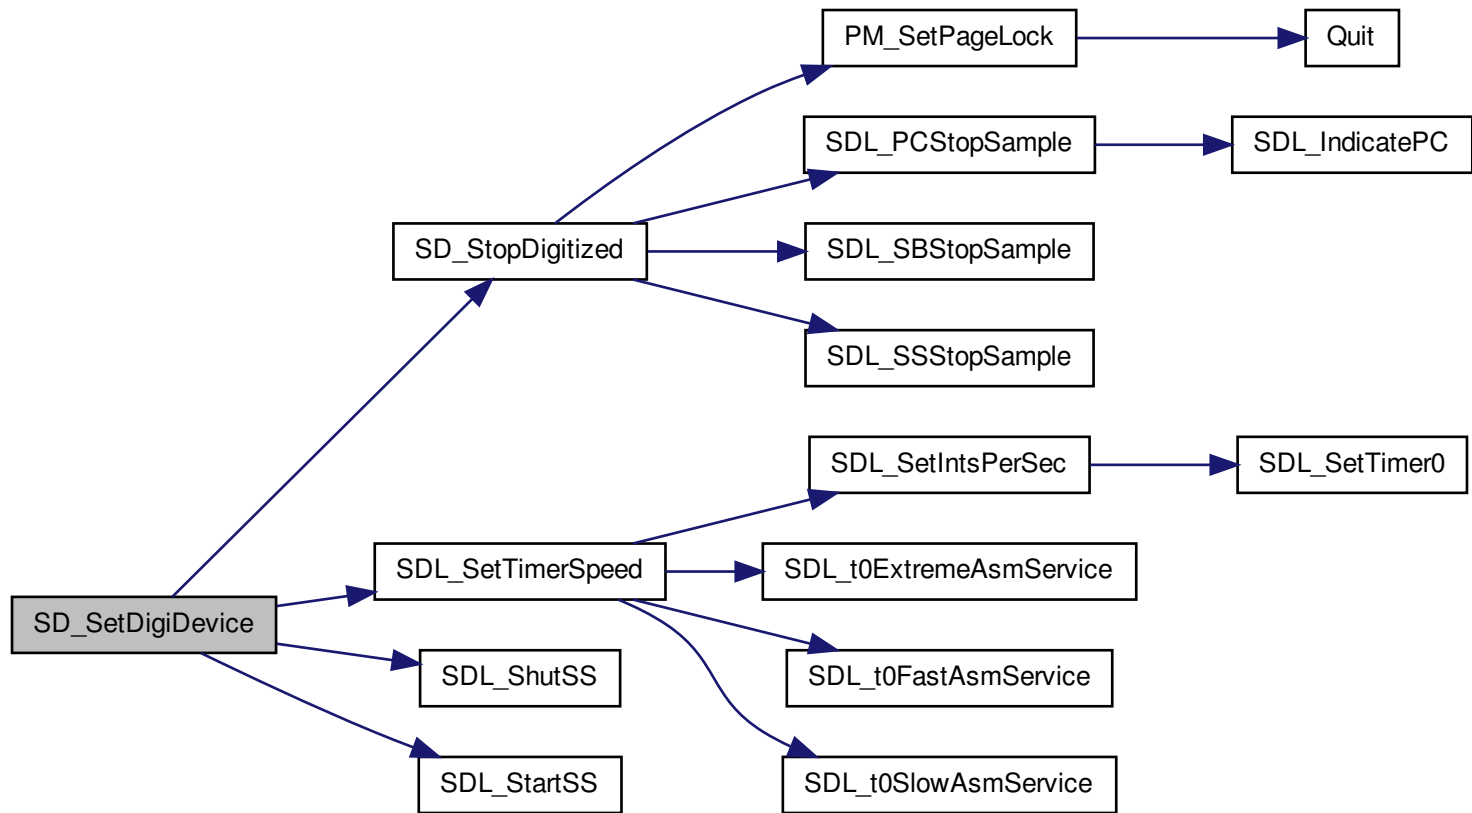 PM_SetPageLock
Quit
SDL_PCStopSample
SDL_IndicatePC
SD_StopDigitized
SDL_SBStopSample
SDL_SSStopSample
SDL_SetIntsPerSec
SDL_SetTimer0
SDL_SetTimerSpeed
SDL_t0ExtremeAsmService
SD_SetDigiDevice
SDL_ShutSS
SDL_t0FastAsmService
SDL_StartSS
SDL_t0SlowAsmService